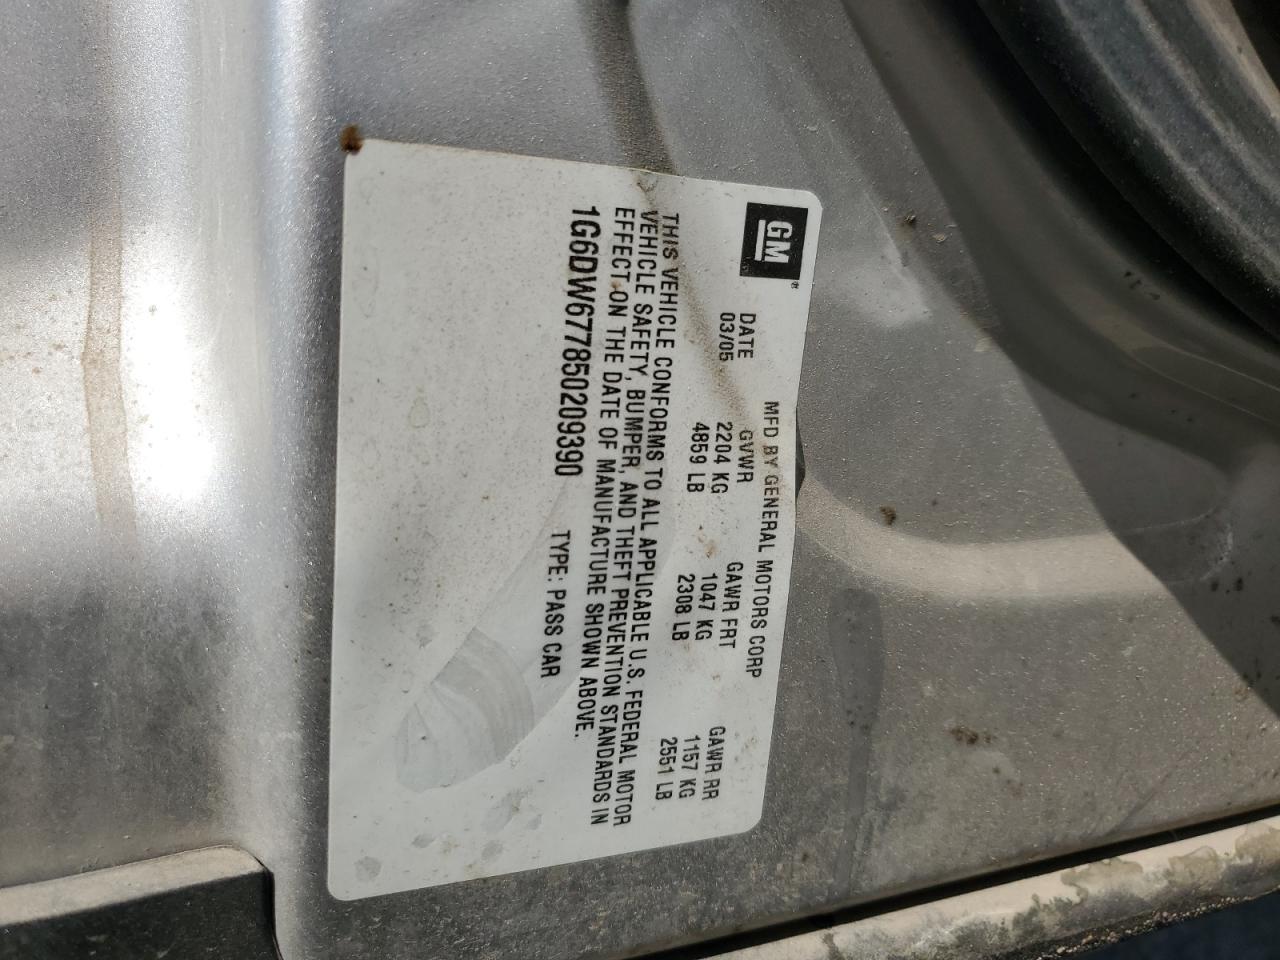 GM®
MFD BY GENERAL MOTORS CORP
DATE GVWR GAWR FRT GAWR RR
03/05 2204 KG 1047 KG 1157 KG
4859 LB 2308 LB 2551 LB
THIS VEHICLE CONFORMS TO ALL APPLICABLE U.S. FEDERAL MOTOR
VEHICLE SAFETY, BUMPER, AND THEFT PREVENTION STANDARDS IN
EFFECT ON THE DATE OF MANUFACTURE SHOWN ABOVE.
1G6DW677850209390 TYPE: PASS CAR